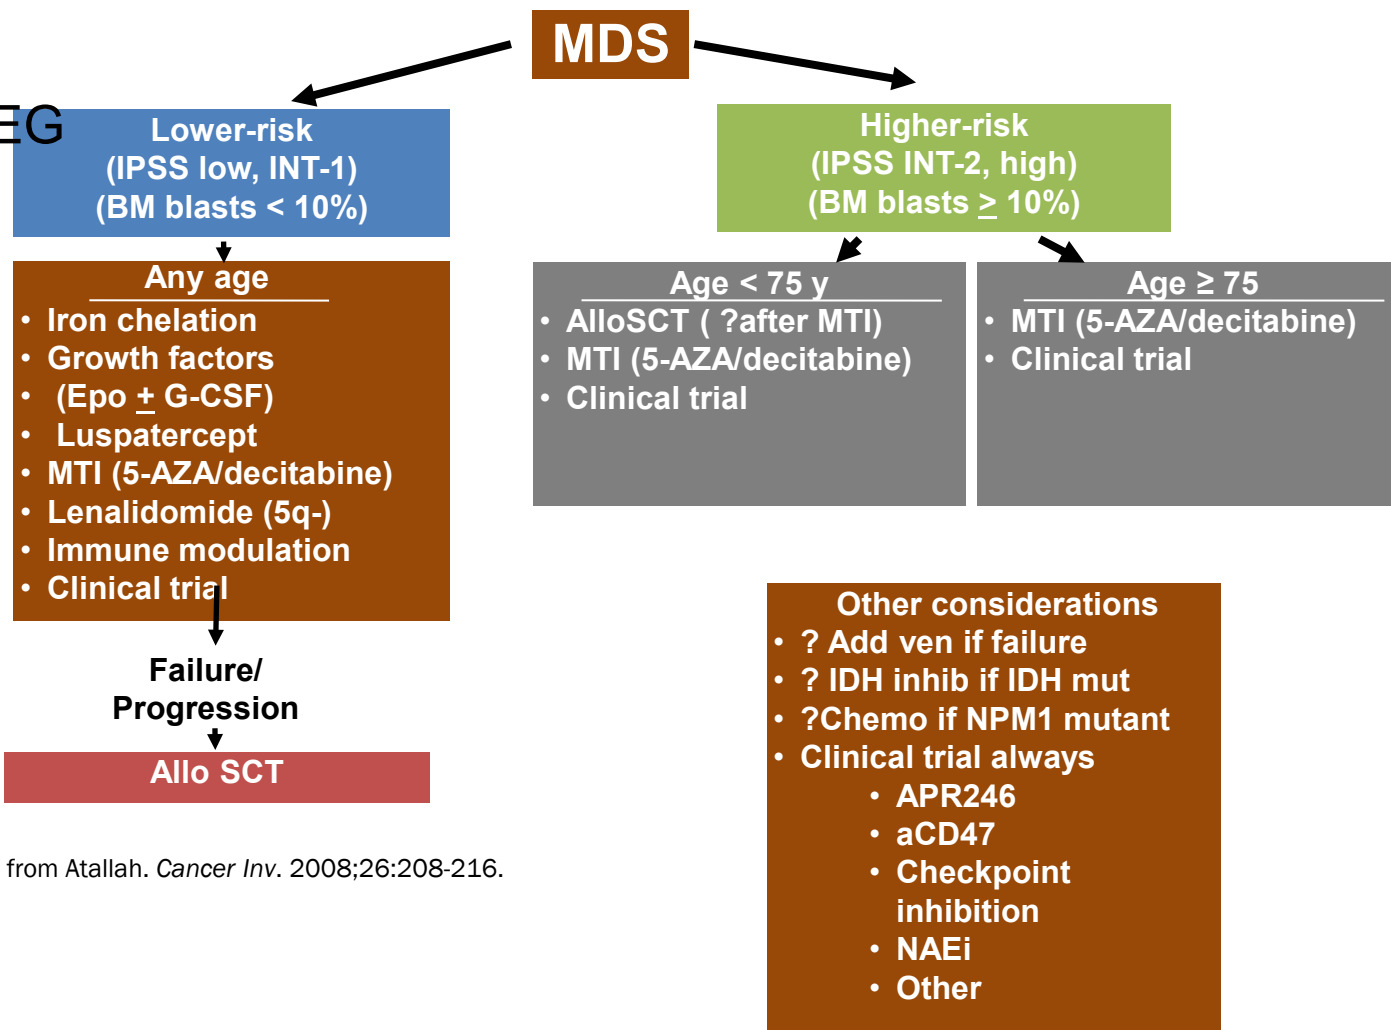 MDS
EG
Lower-risk
(IPSS low, INT-1)
(BM blasts < 10%)
Higher-risk
(IPSS INT-2, high)
(BM blasts ≥ 10%)
Any age
• Iron chelation
• Growth factors
• (Epo ± G-CSF)
• Luspatercept
• MTI (5-AZA/decitabine)
• Lenalidomide (5q-)
• Immune modulation
• Clinical trial
Age < 75 y
• AlloSCT ( ?after MTI)
• MTI (5-AZA/decitabine)
• Clinical trial
Age ≥ 75
• MTI (5-AZA/decitabine)
• Clinical trial
Failure/
Progression
Allo SCT
Other considerations
• ? Add ven if failure
• ? IDH inhib if IDH mut
• ?Chemo if NPM1 mutant
• Clinical trial always
• APR246
• aCD47
• Checkpoint
inhibition
• NAEi
• Other
from Atallah. Cancer Inv. 2008;26:208-216.